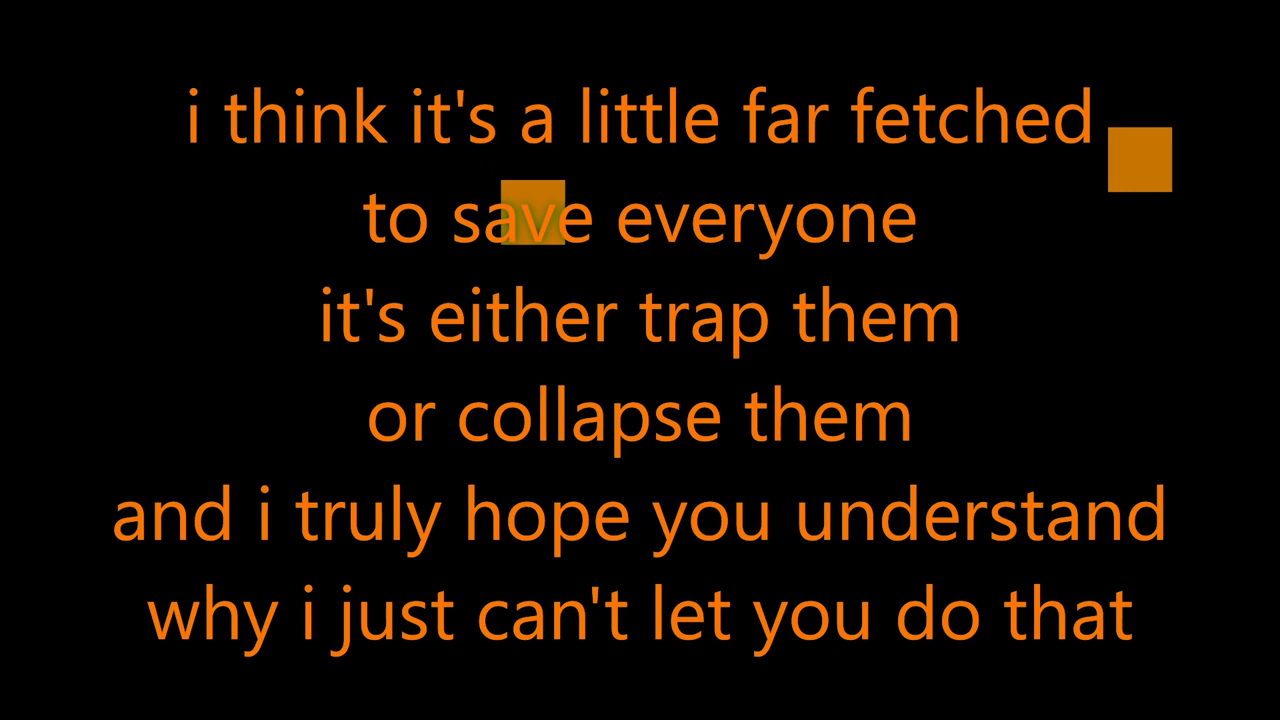 i think it's a little far fetched
to save everyone
it's either trap them
or collapse them
and i truly hope you understand
why i just can't let you do that